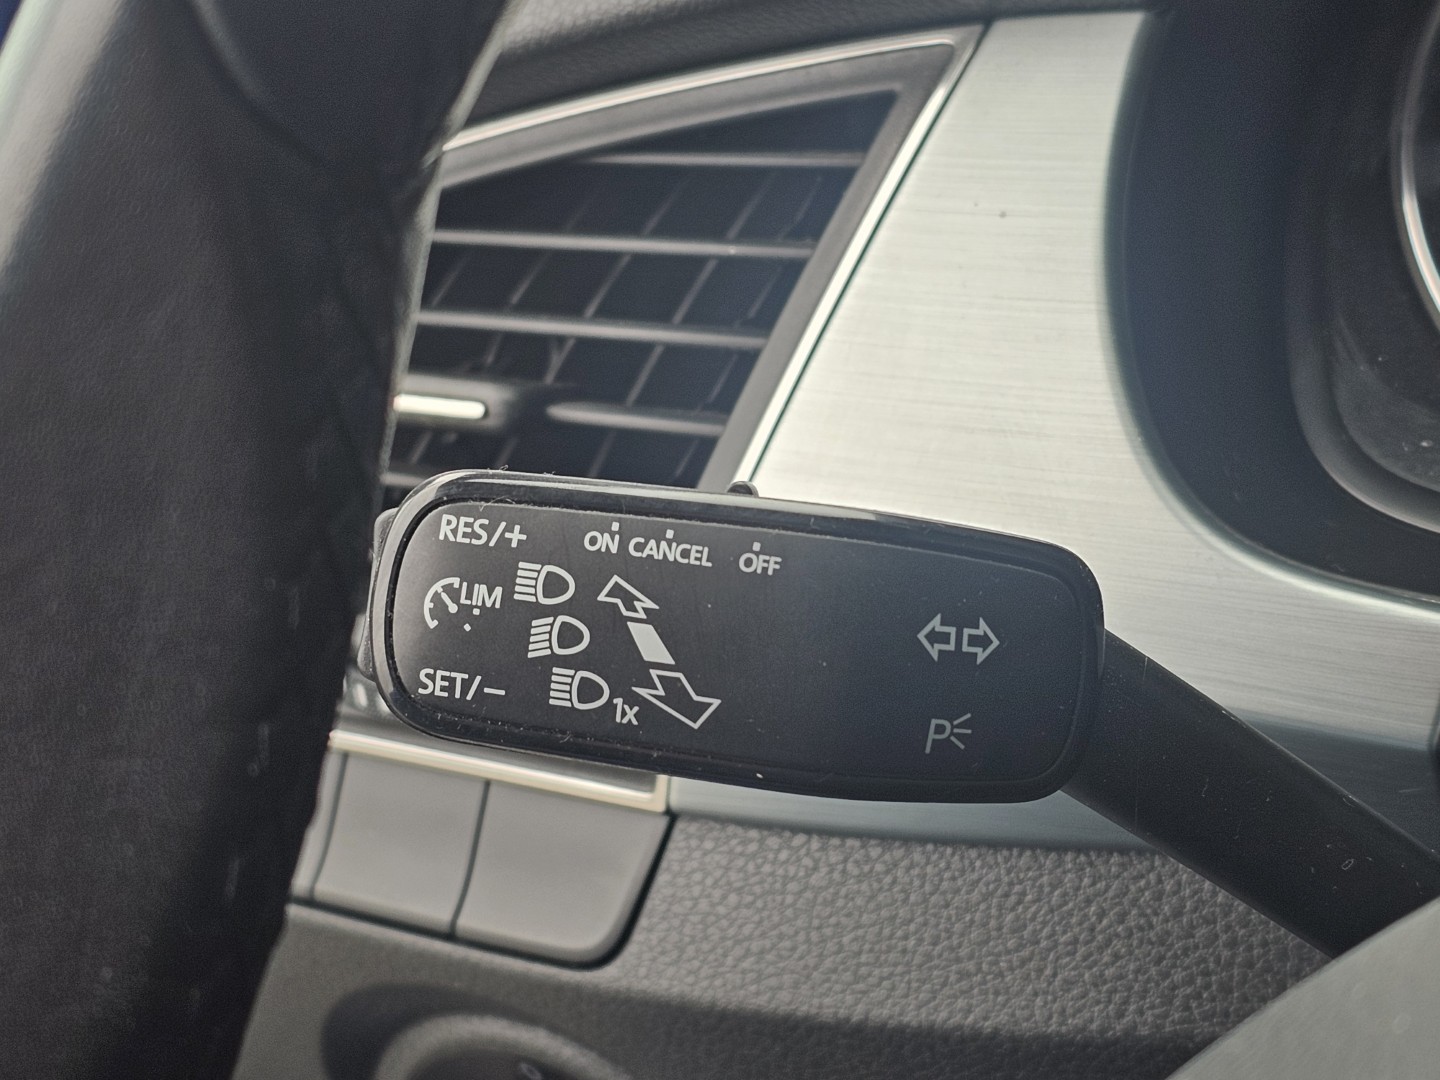 RES/+
ON CANCEL OFF
LIM
SET/−
1x
P